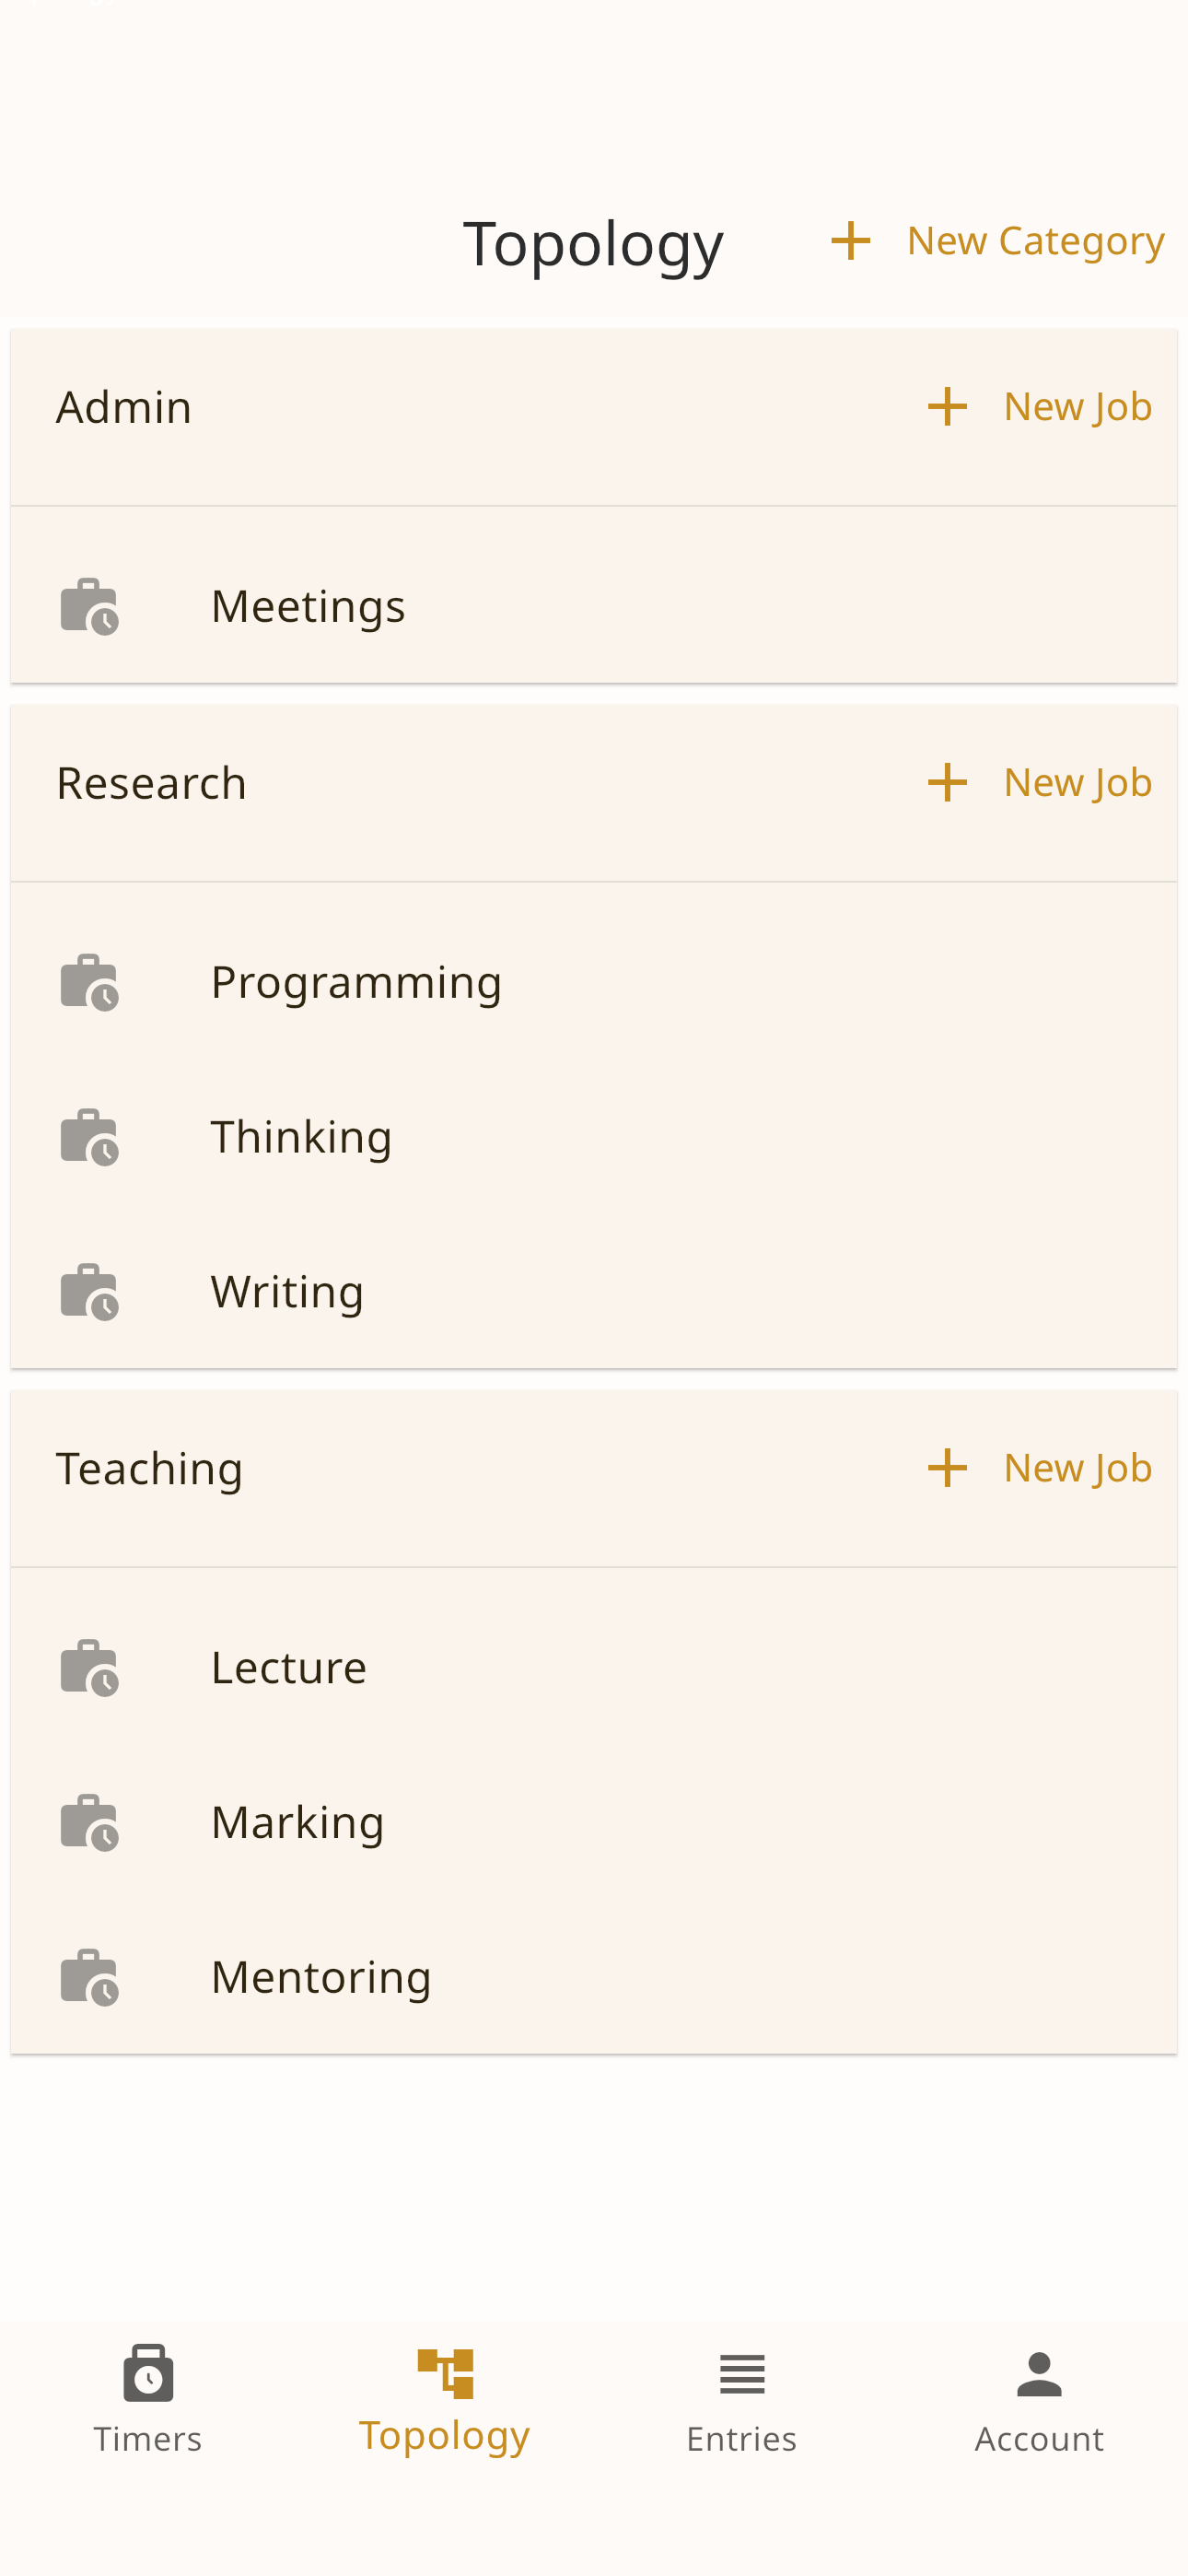 Topology
New Category
Admin
New Job
Meetings
Research
New Job
Programming
Thinking
Writing
Teaching
New Job
Lecture
Marking
Mentoring
Timers
Topology
Entries
Account